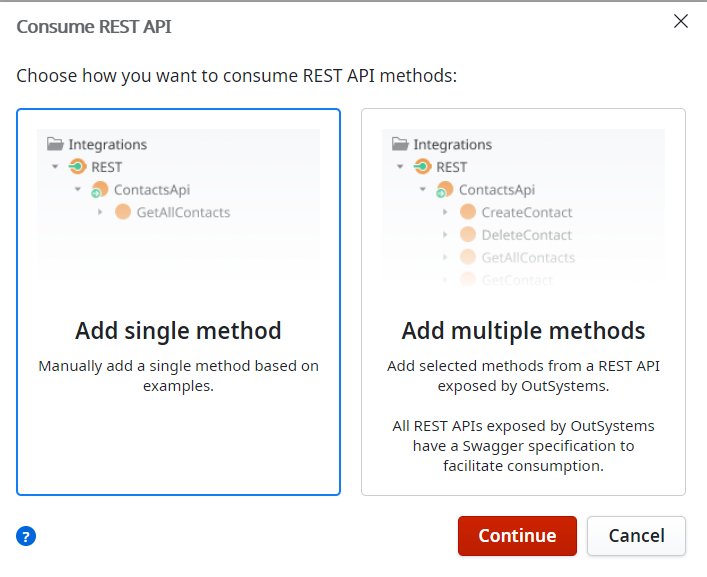 Consume REST API
Choose how you want to consume REST API methods:
Integrations
REST
ContactsApi
GetAllContacts
Add single method
Manually add a single method based on
examples.
Integrations
REST
ContactsApi
CreateContact
DeleteContact
GetAllContacts
GetContact
Add multiple methods
Add selected methods from a REST API
exposed by OutSystems.
All REST APIs exposed by OutSystems
have a Swagger specification to
facilitate consumption.
?
Continue
Cancel